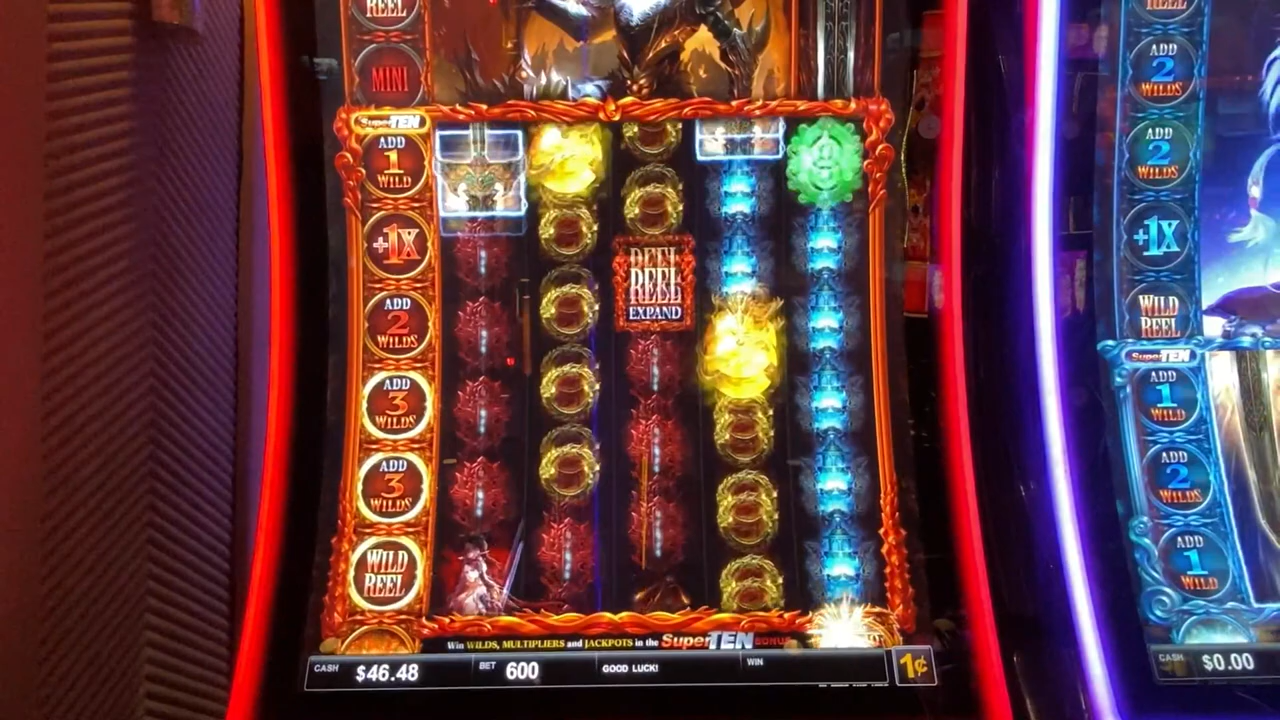 REEL
MINI
SuperTEN
ADD
1
WILD
+1X
ADD
2
WILDS
ADD
3
WILDS
ADD
3
WILDS
WILD
REEL
REEL
REEL
EXPAND
Win WILDS, MULTIPLIERS and JACKPOTS in the SuperTEN BONUS
CASH $46.48
BET 600
GOOD LUCK!
WIN
1¢
REEL
ADD
2
WILDS
ADD
2
WILDS
+1X
WILD
REEL
SuperTEN
ADD
1
WILD
ADD
2
WILDS
ADD
1
WILD
CASH $0.00